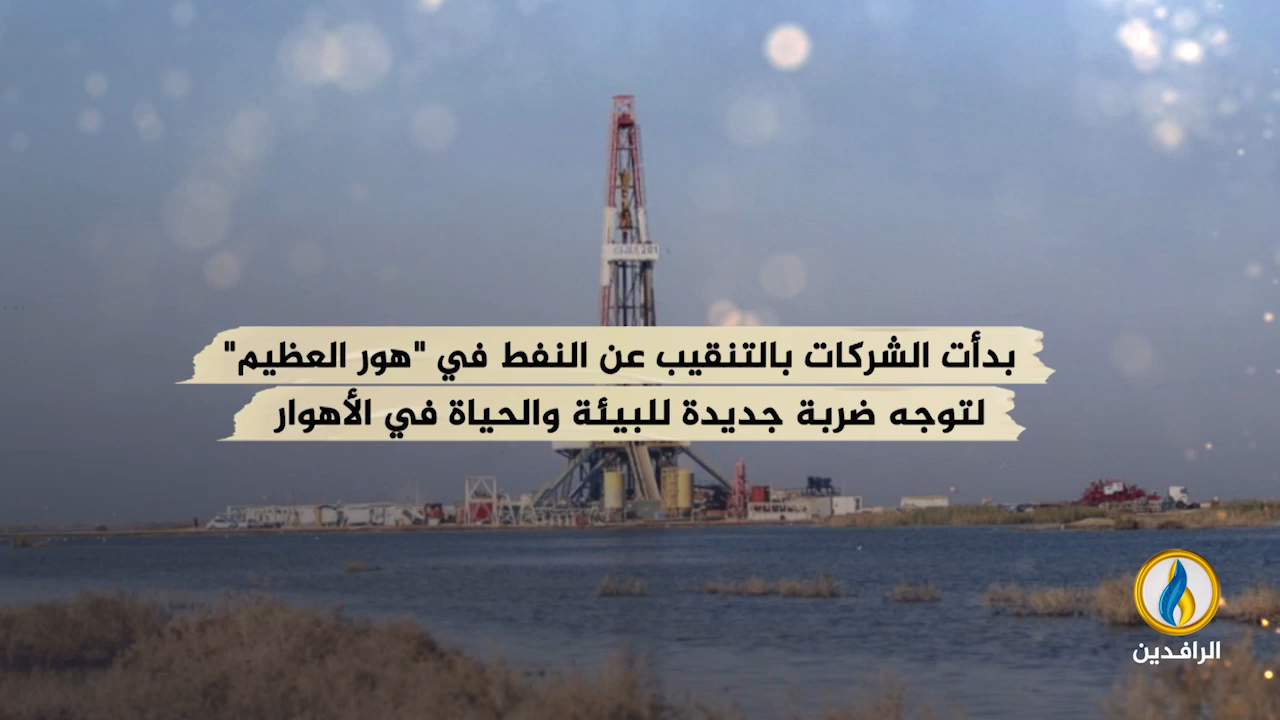 بدأت الشركات بالتنقيب عن النفط في "هور العظيم"
لتوجه ضربة جديدة للبيئة والحياة في الأهوار
الرافدين